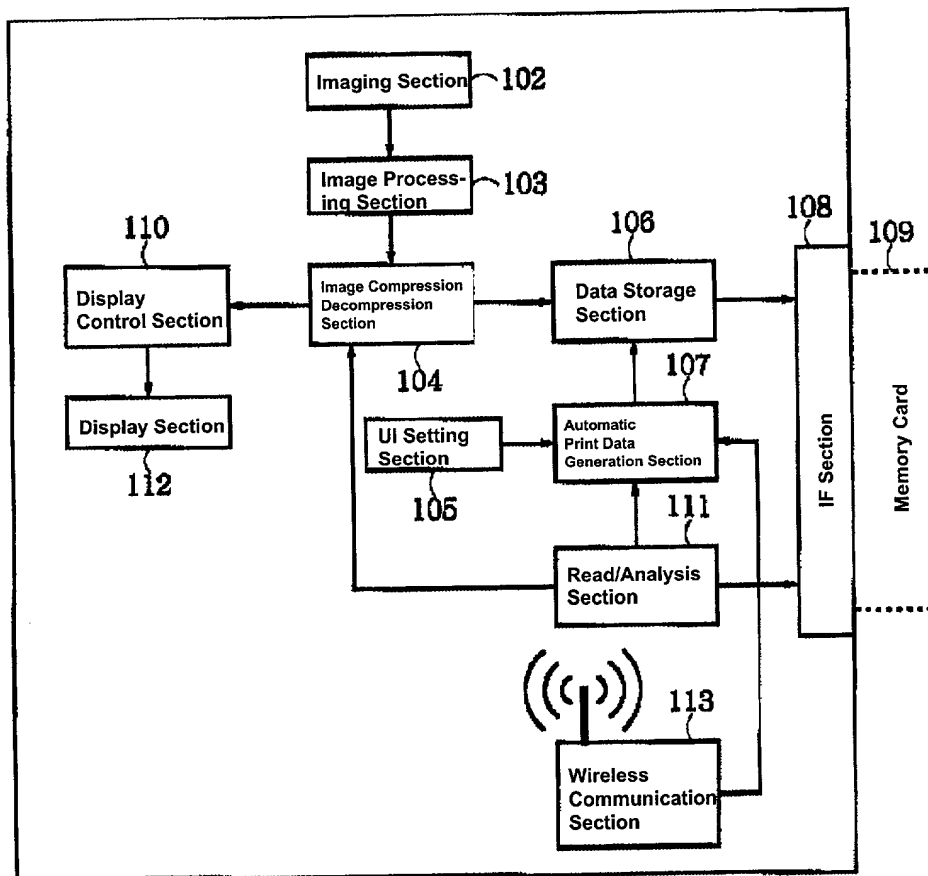 Imaging Section
102
Image Process-
ing Section
103
110
Display
Control Section
Image Compression
Decompression
Section
104
106
Data Storage
Section
108
109
IF Section
Memory Card
Display Section
112
UI Setting
Section
105
107
Automatic
Print Data
Generation Section
111
Read/Analysis
Section
113
Wireless
Communication
Section